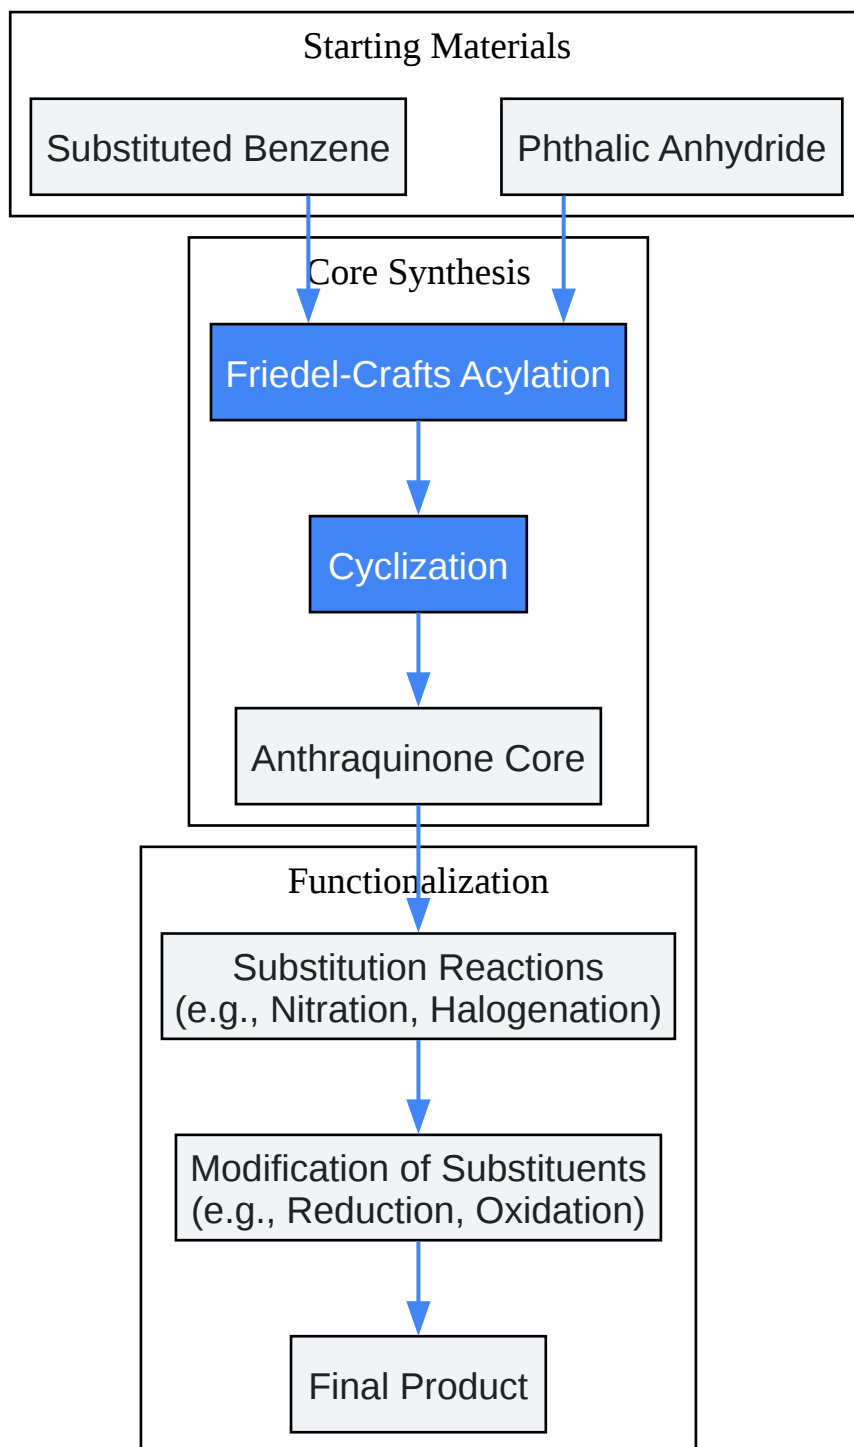 Starting Materials
Substituted Benzene
Phthalic Anhydride
Core Synthesis
Friedel-Crafts Acylation
Cyclization
Anthraquinone Core
Functionalization
Substitution Reactions
(e.g., Nitration, Halogenation)
Modification of Substituents
(e.g., Reduction, Oxidation)
Final Product